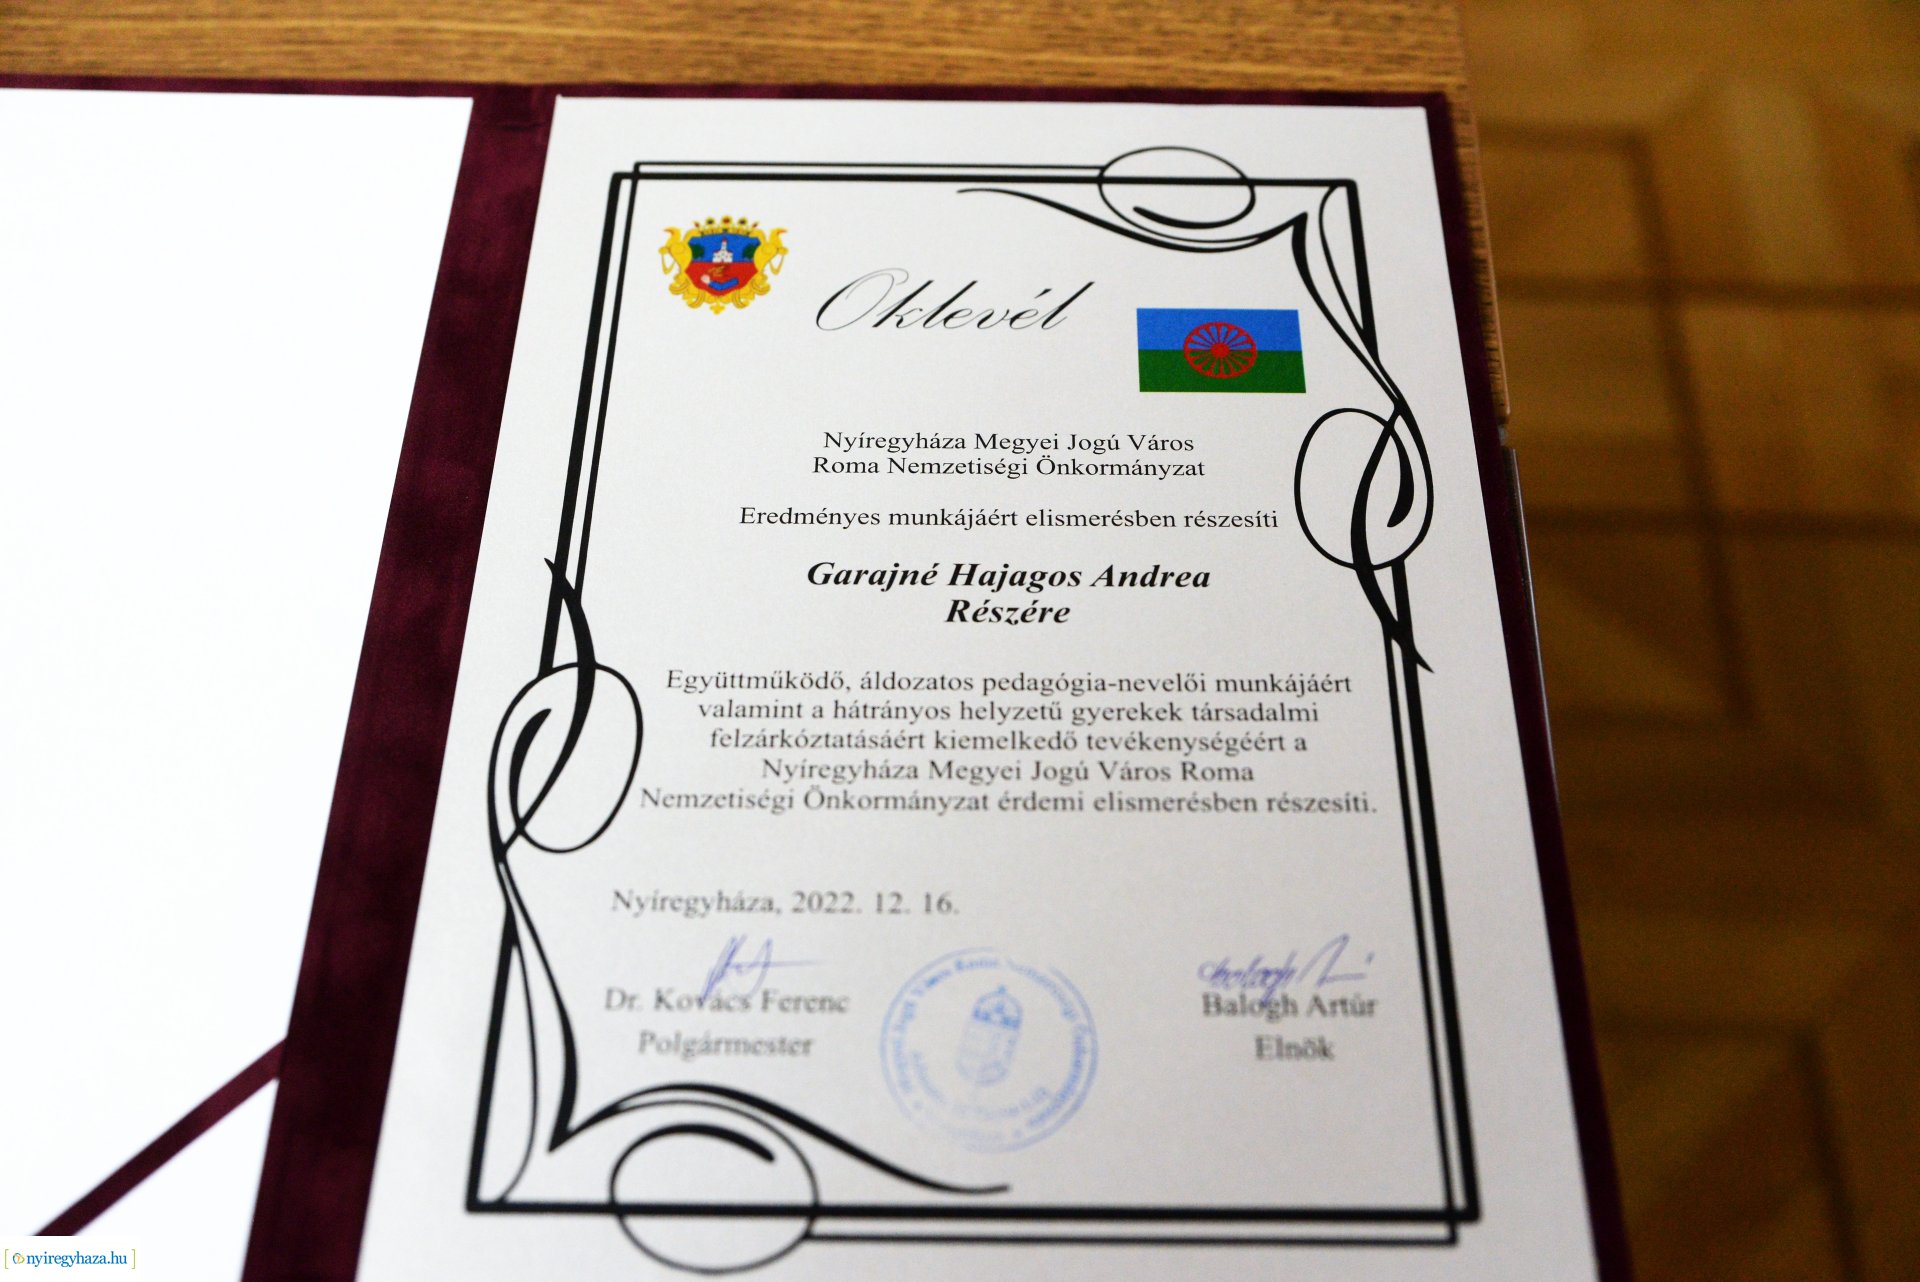 Oklevél
Nyíregyháza Megyei Jogú Város
Roma Nemzetiségi Önkormányzat
Eredményes munkájáért elismerésben részesíti
Garajné Hajagos Andrea
Részére
Együttműködő, áldozatos pedagógia-nevelői munkájáért
valamint a hátrányos helyzetű gyerekek társadalmi
felzárkóztatásáért kiemelkedő tevékenységéért a
Nyíregyháza Megyei Jogú Város Roma
Nemzetiségi Önkormányzat érdemi elismerésben részesíti.
Nyíregyháza, 2022. 12. 16.
Dr. Kovács Ferenc
Polgármester
Balogh Artúr
Elnök
nyiregyhaza.hu